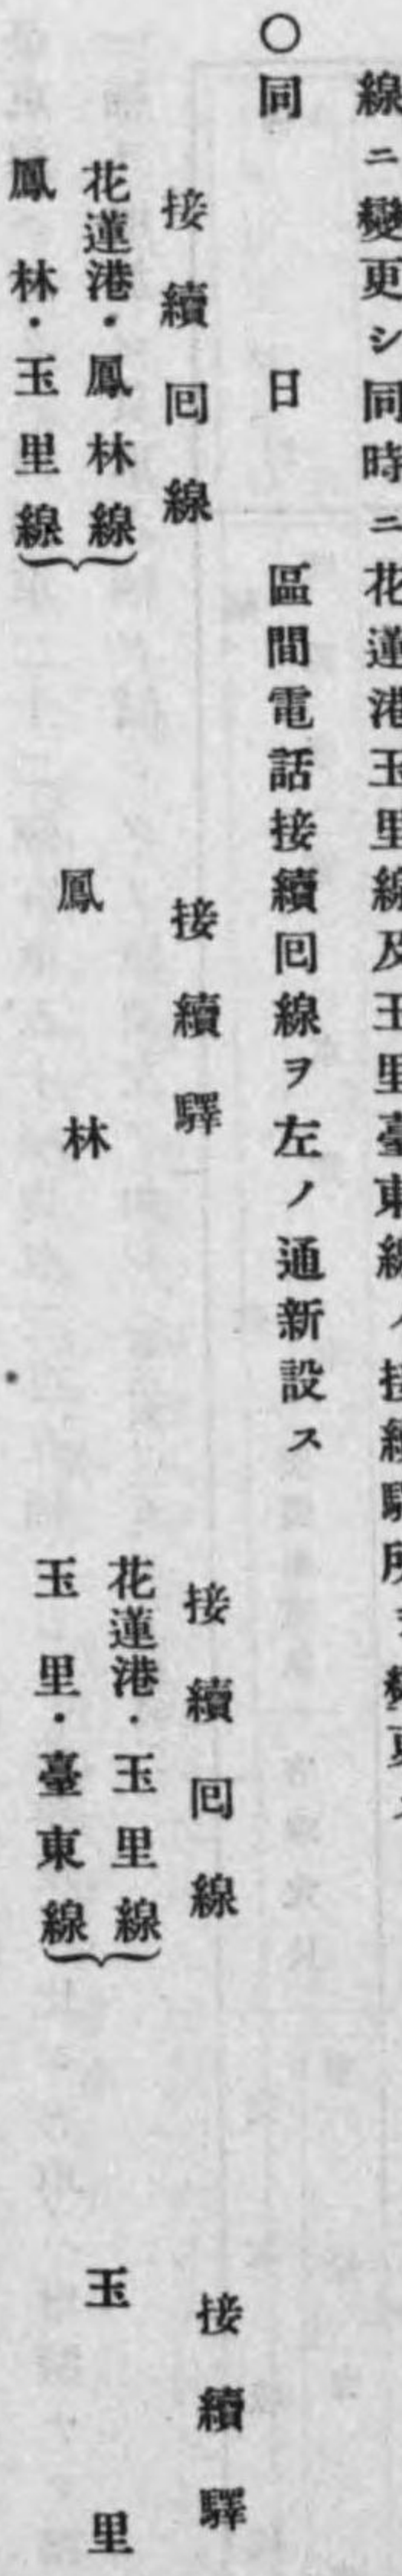 線ニ變更シ同時ニ花蓮港玉里線及玉里臺東線ノ接續驛所ヲ變更ス
〇同日 區間電話接續回線ヲ左ノ通新設ス
接續回線 接續驛 接續回線 接續驛
花蓮港・鳳林線 鳳林 花蓮港・玉里線 玉里
鳳林・玉里線 玉里・臺東線